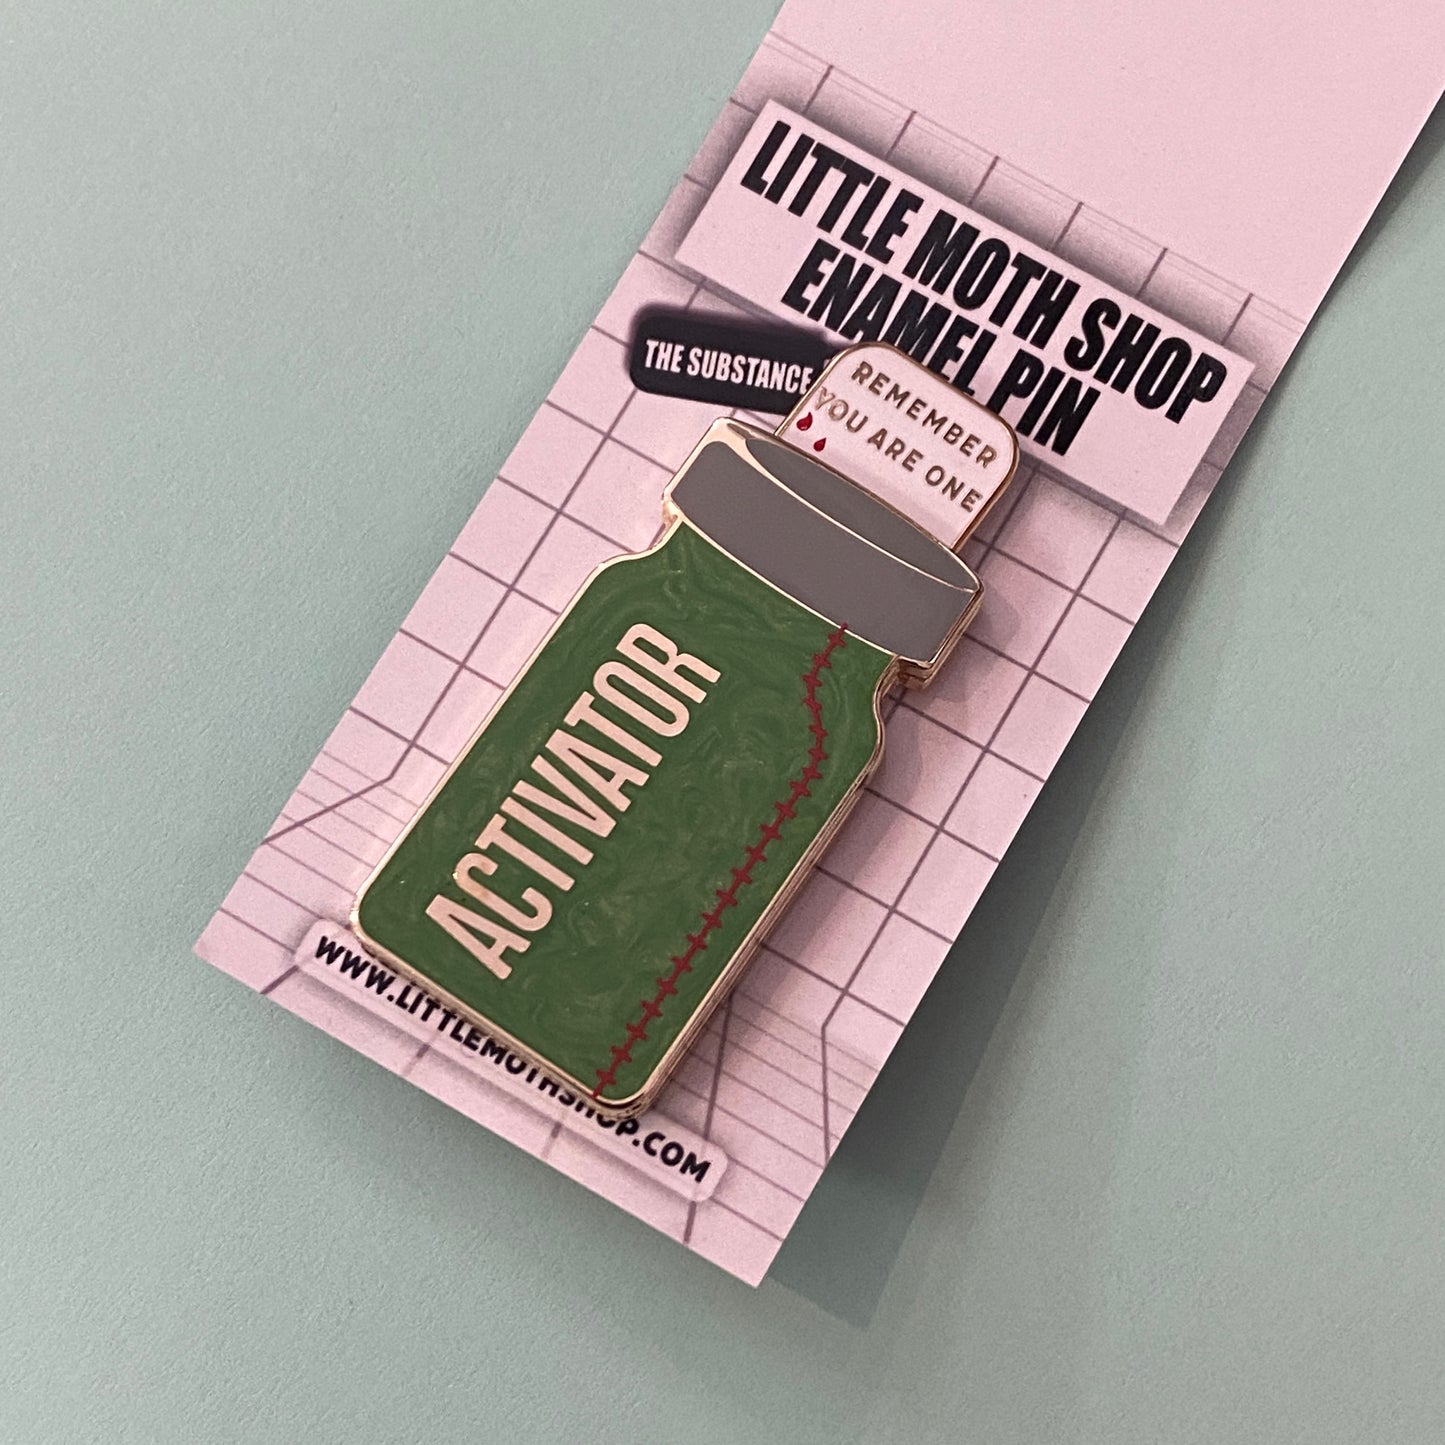 LITTLE MOTH SHOP
ENAMEL PIN
THE SUBSTANCE
REMEMBER
YOU ARE ONE
ACTIVATOR
WWW.LITTLEMOTHSHOP.COM